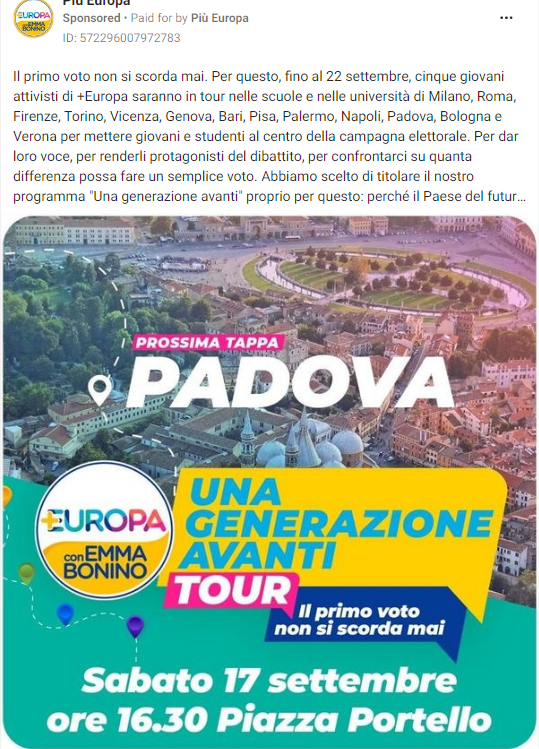 Più Europa
Sponsored • Paid for by Più Europa
ID: 572296007972783
Il primo voto non si scorda mai. Per questo, fino al 22 settembre, cinque giovani
attivisti di +Europa saranno in tour nelle scuole e nelle università di Milano, Roma,
Firenze, Torino, Vicenza, Genova, Bari, Pisa, Palermo, Napoli, Padova, Bologna e
Verona per mettere giovani e studenti al centro della campagna elettorale. Per dar
loro voce, per renderli protagonisti del dibattito, per confrontarci su quanta
differenza possa fare un semplice voto. Abbiamo scelto di titolare il nostro
programma "Una generazione avanti" proprio per questo: perché il Paese del futur...
PROSSIMA TAPPA
PADOVA
+EUROPA
con EMMA
BONINO
UNA
GENERAZIONE
AVANTI
TOUR
Il primo voto
non si scorda mai
Sabato 17 settembre
ore 16.30 Piazza Portello